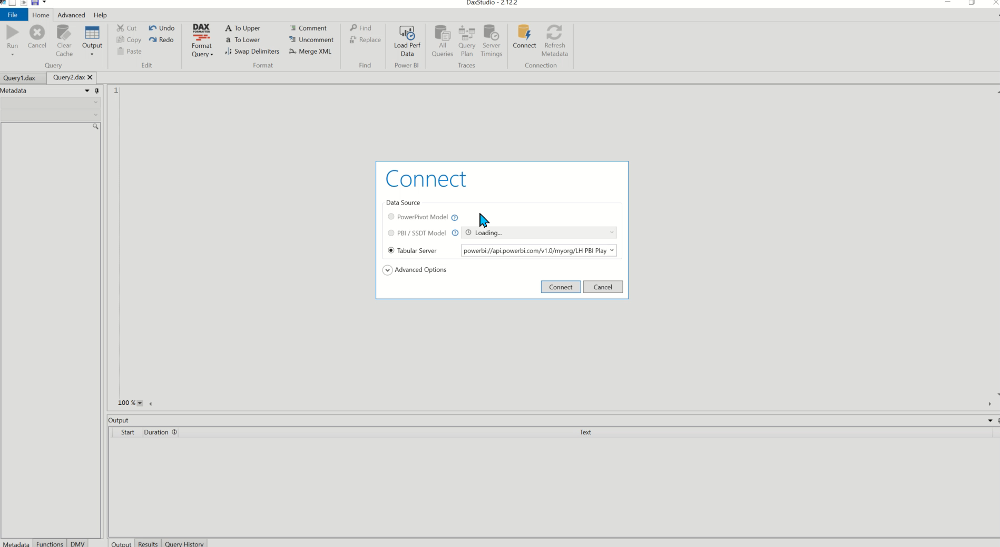 DaxStudio - 2.12.2
File Home Advanced Help
Run
Cancel
Clear Cache
Output
Cut
Copy
Paste
Undo
Redo
DAX FORMATTER
Format Query
To Upper
To Lower
Swap Delimiters
Comment
Uncomment
Merge XML
Find
Replace
Load Perf Data
All Queries
Query Plan
Server Timings
Connect
Refresh Metadata
Query Edit Format Find Power BI Traces Connection
Query1.dax Query2.dax
Metadata
1
Connect
Data Source
PowerPivot Model
PBI / SSDT Model Loading...
Tabular Server powerbi://api.powerbi.com/v1.0/myorg/LH PBI Play
Advanced Options
Connect Cancel
100 %
Output
Start Duration Text
Metadata Functions DMV Output Results Query History